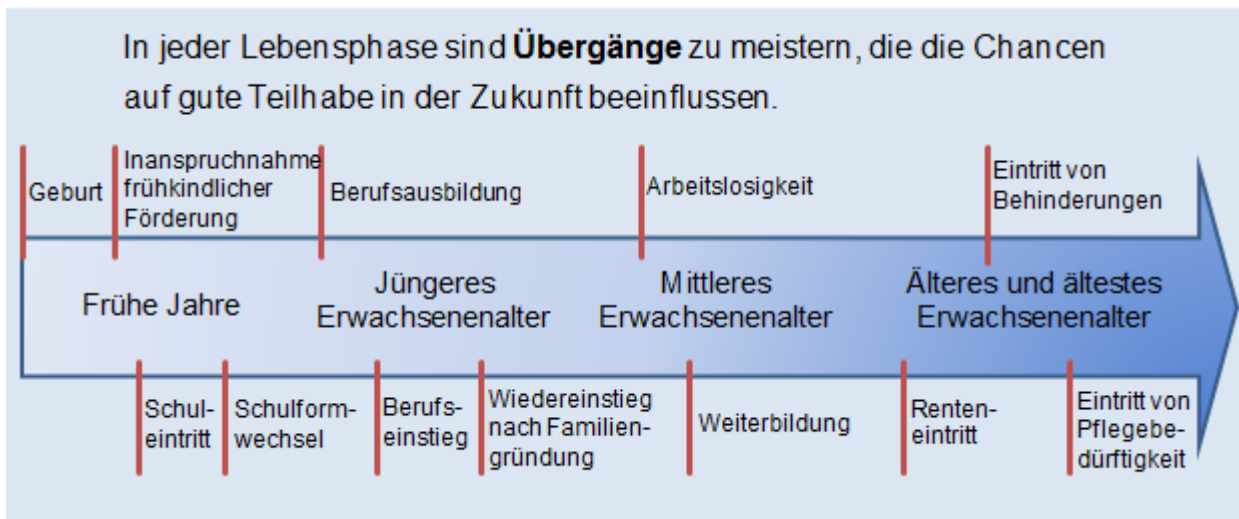 In jeder Lebensphase sind Übergänge zu meistern, die die Chancen
auf gute Teilhabe in der Zukunft beeinflussen.
Geburt
Inanspruchnahme
frühkindlicher
Förderung
Berufsausbildung
Arbeitslosigkeit
Eintritt von
Behinderungen
Frühe Jahre
Jüngeres
Erwachsenenalter
Mittleres
Erwachsenenalter
Älteres und ältestes
Erwachsenenalter
Schul-
eintritt
Schulform-
wechsel
Berufs-
einstieg
Wiedereinstieg
nach Familien-
gründung
Weiterbildung
Renten-
eintritt
Eintritt von
Pflegebe-
dürftigkeit